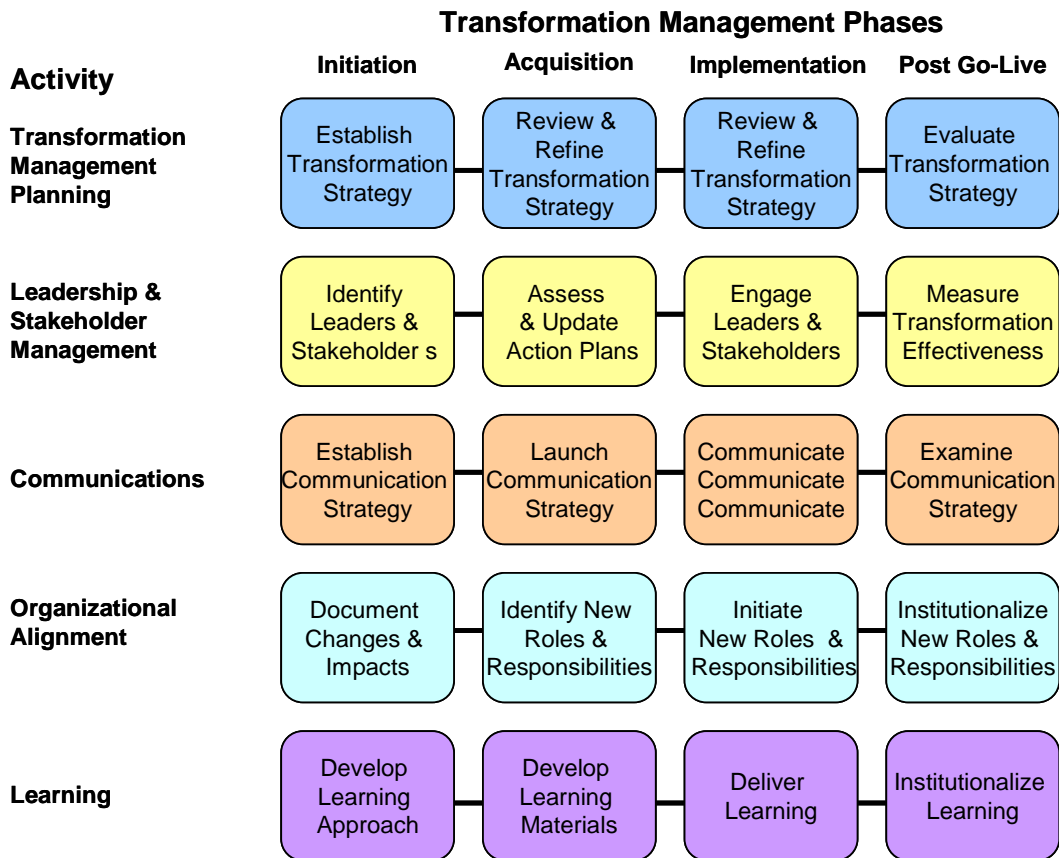 Transformation Management Phases
Activity
Initiation
Acquisition
Implementation
Post Go-Live
Transformation
Management
Planning
Establish
Transformation
Strategy
Review &
Refine
Transformation
Strategy
Review &
Refine
Transformation
Strategy
Evaluate
Transformation
Strategy
Leadership &
Stakeholder
Management
Identify
Leaders &
Stakeholder s
Assess
& Update
Action Plans
Engage
Leaders &
Stakeholders
Measure
Transformation
Effectiveness
Communications
Establish
Communication
Strategy
Launch
Communication
Strategy
Communicate
Communicate
Communicate
Examine
Communication
Strategy
Organizational
Alignment
Document
Changes &
Impacts
Identify New
Roles &
Responsibilities
Initiate
New Roles &
Responsibilities
Institutionalize
New Roles &
Responsibilities
Learning
Develop
Learning
Approach
Develop
Learning
Materials
Deliver
Learning
Institutionalize
Learning